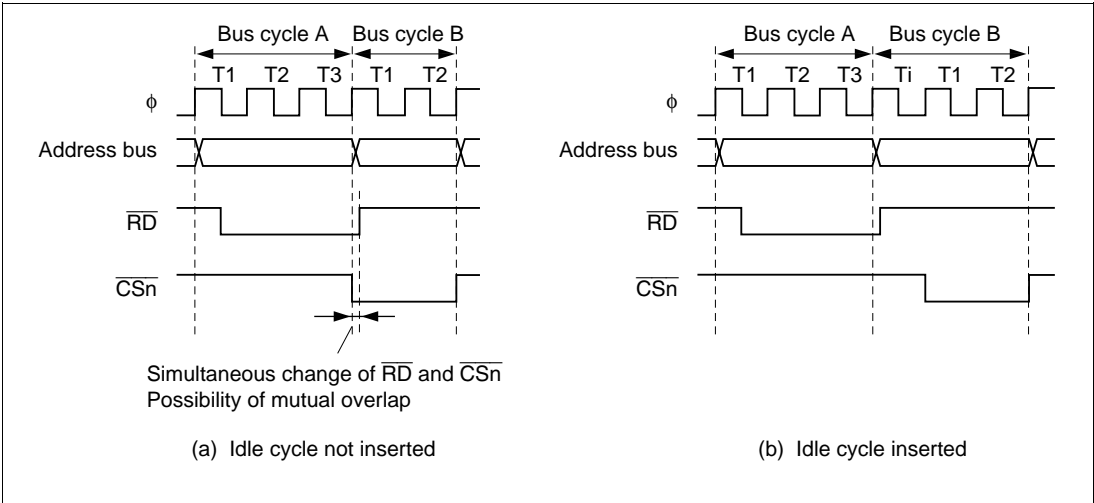 Bus cycle A Bus cycle B
T1 T2 T3 T1 T2
ϕ
Address bus
RD
CSn
Simultaneous change of RD and CSn
Possibility of mutual overlap
(a) Idle cycle not inserted
Bus cycle A Bus cycle B
T1 T2 T3 Ti T1 T2
ϕ
Address bus
RD
CSn
(b) Idle cycle inserted